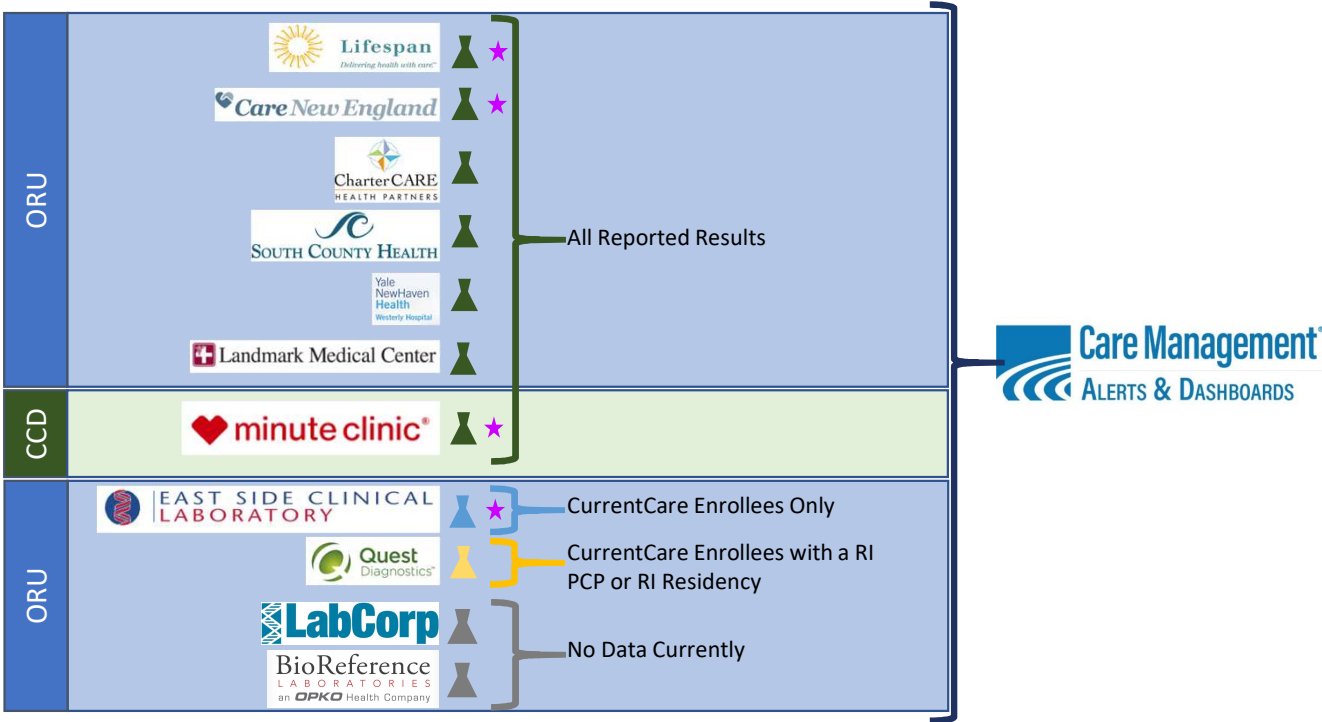 ORU
Lifespan
Delivering health with care.™
Care New England
CharterCARE
HEALTH PARTNERS
SOUTH COUNTY HEALTH
Yale
NewHaven
Health
Westerly Hospital
Landmark Medical Center
All Reported Results
CCD
minute clinic®
ORU
EAST SIDE CLINICAL
LABORATORY
CurrentCare Enrollees Only
Quest
Diagnostics™
CurrentCare Enrollees with a RI
PCP or RI Residency
LabCorp
BioReference
LABORATORIES
an OPKO Health Company
No Data Currently
Care Management®
ALERTS & DASHBOARDS